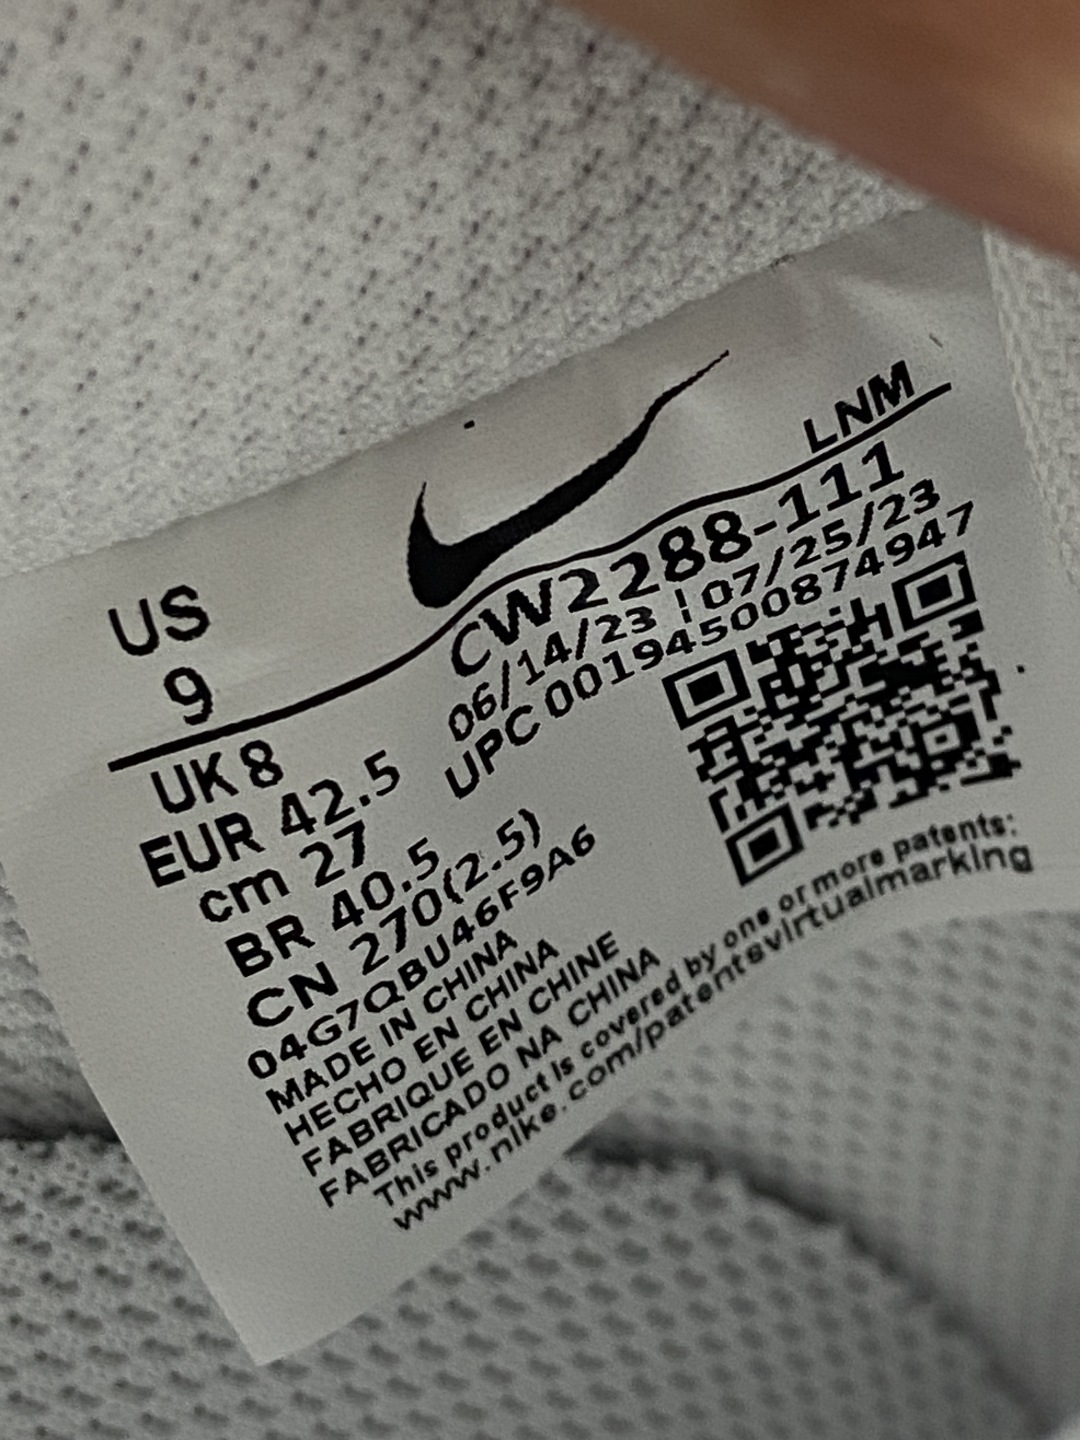 LNM
US
9
CW2288-111
06/14/23 ¦ 07/25/23
UPC 00194500874947
UK 8
EUR 42.5
cm 27
BR 40.5
CN 270(2.5)
04G7QBU46F9A6
MADE IN CHINA
HECHO EN CHINA
FABRIQUE EN CHINE
FABRICADO NA CHINA
This product is covered by one or more patents:
www.nike.com/patentsvirtualmarking